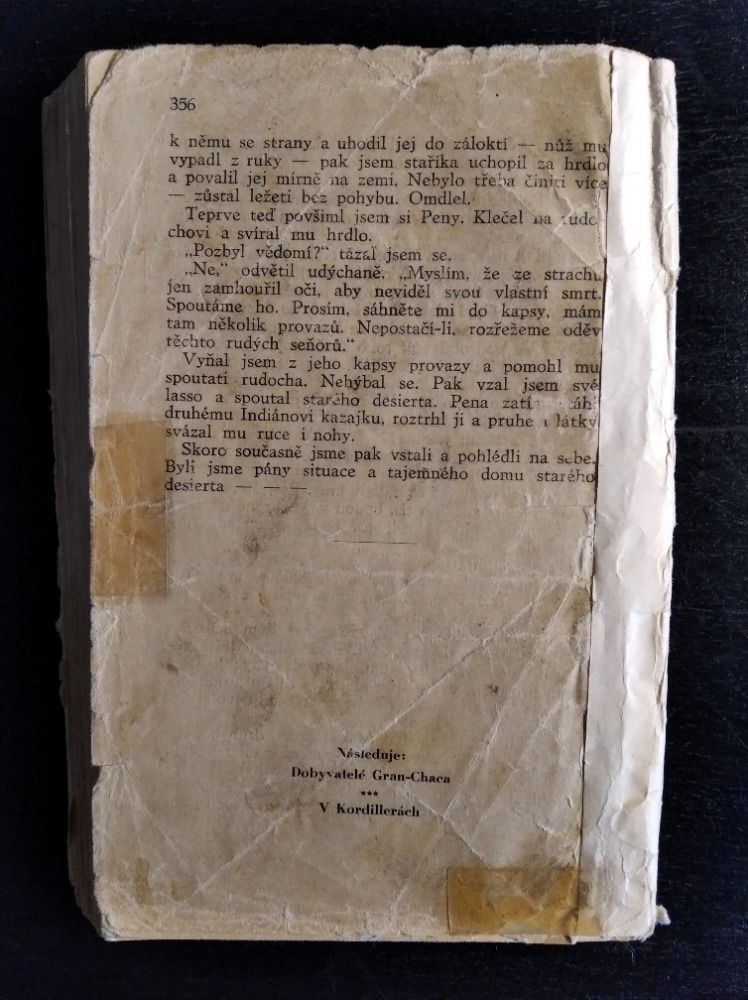 356
k němu se strany a uhodil jej do zálokti — nůž mu
vypadl z ruky — pak jsem staříka uchopil za hrdlo
a povalil jej mírně na zemi. Nebylo třeba činiti více
— zůstal ležeti bez pohybu. Omdlel.
Teprve teď povšiml jsem si Peny. Klečel na rudo-
chovi a svíral mu hrdlo.
„Pozbyl vědomí?“ tázal jsem se.
„Ne,“ odvětil udýchaně. „Myslím, že ze strachu
jen zamhouřil oči, aby neviděl svou vlastní smrt.
Spoutáme ho. Prosím, sáhněte mi do kapsy, mám
tam několik provazů. Nepostačí-li, rozřežeme oděv
těchto rudých seňorů.“
Vyňal jsem z jeho kapsy provazy a pomohl mu
spoutati rudocha. Nehýbal se. Pak vzal jsem své
lasso a spoutal starého desierta. Pena
druhému Indiánovi kazajku, roztrhl ji a pruhem látky
svázal mu ruce i nohy.
Skoro současně jsme pak vstali a pohlédli na sebe.
Byli jsme pány situace a tajemného domu starého
desierta — — —
Následuje:
Dobyvatelé Gran-Chaca
***
V Kordillerách